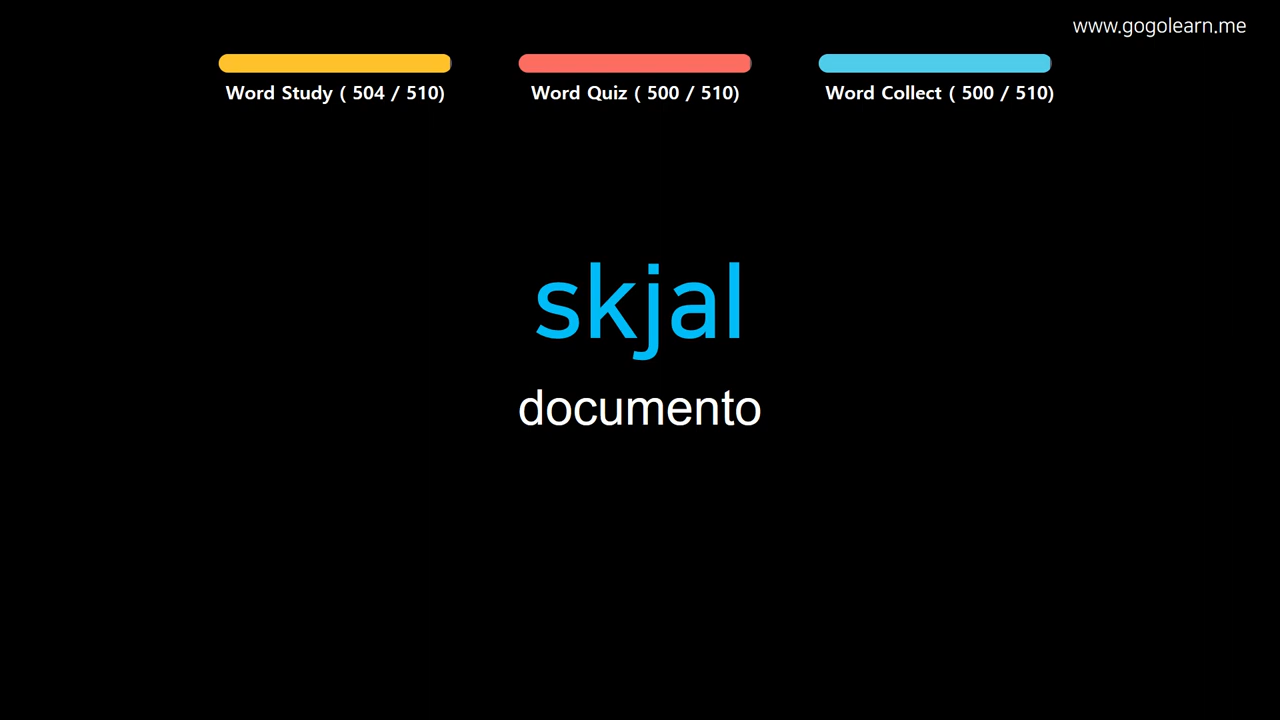 www.gogolearn.me
Word Study ( 504 / 510)
Word Quiz ( 500 / 510)
Word Collect ( 500 / 510)
skjal
documento